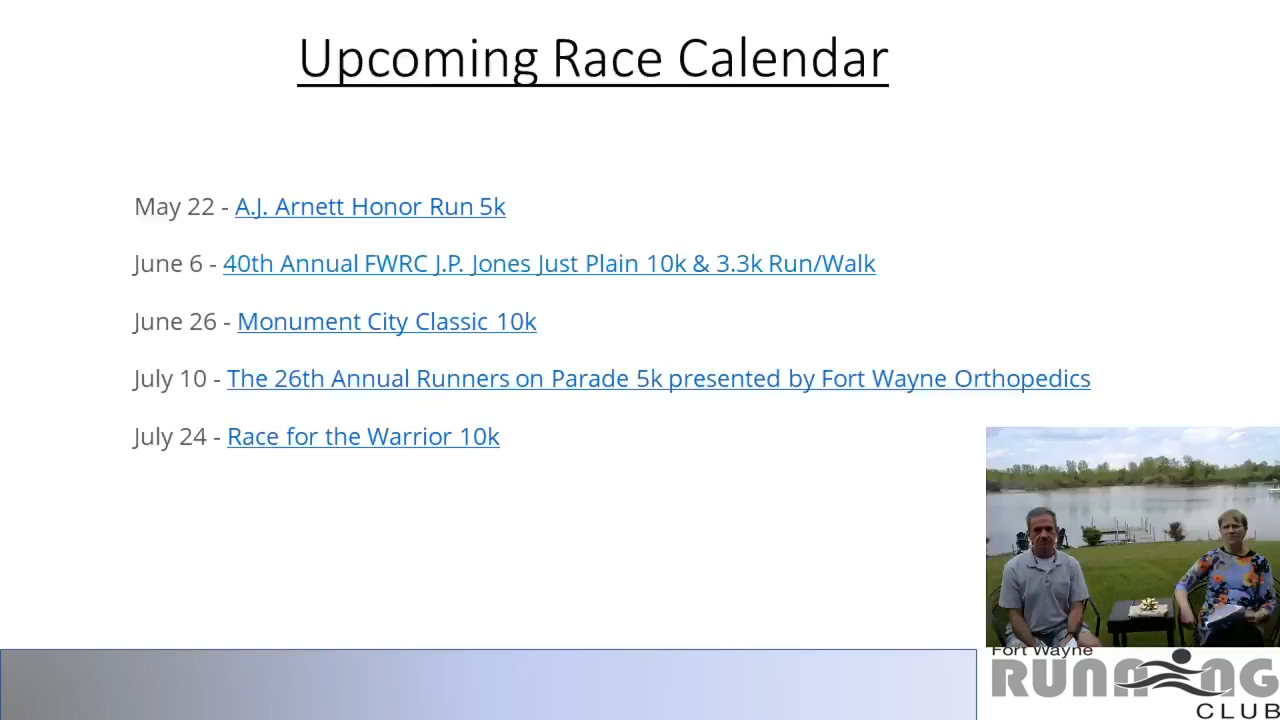 Upcoming Race Calendar
May 22 - A.J. Arnett Honor Run 5k
June 6 - 40th Annual FWRC J.P. Jones Just Plain 10k & 3.3k Run/Walk
June 26 - Monument City Classic 10k
July 10 - The 26th Annual Runners on Parade 5k presented by Fort Wayne Orthopedics
July 24 - Race for the Warrior 10k
Fort Wayne
RUNNING
CLUB